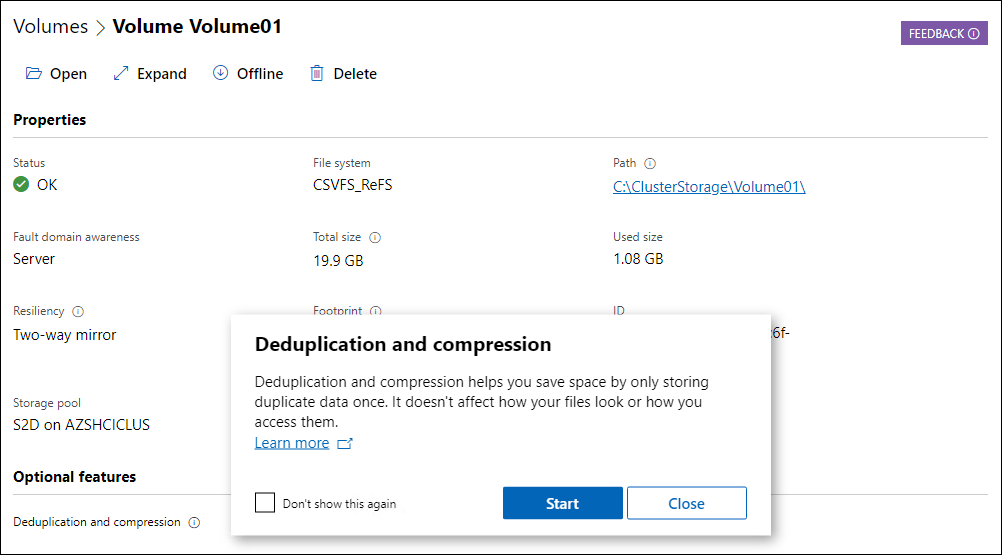 Volumes > Volume Volume01
FEEDBACK
Open Expand Offline Delete
Properties
Status File system Path
OK CSVFS_ReFS C:\ClusterStorage\Volume01\
Fault domain awareness Total size Used size
Server 19.9 GB 1.08 GB
Resiliency Footprint ID
Two-way mirror 6f-
Deduplication and compression
Deduplication and compression helps you save space by only storing
duplicate data once. It doesn't affect how your files look or how you
access them.
Learn more
Storage pool
S2D on AZSHCICLUS
Optional features
Don't show this again Start Close
Deduplication and compression